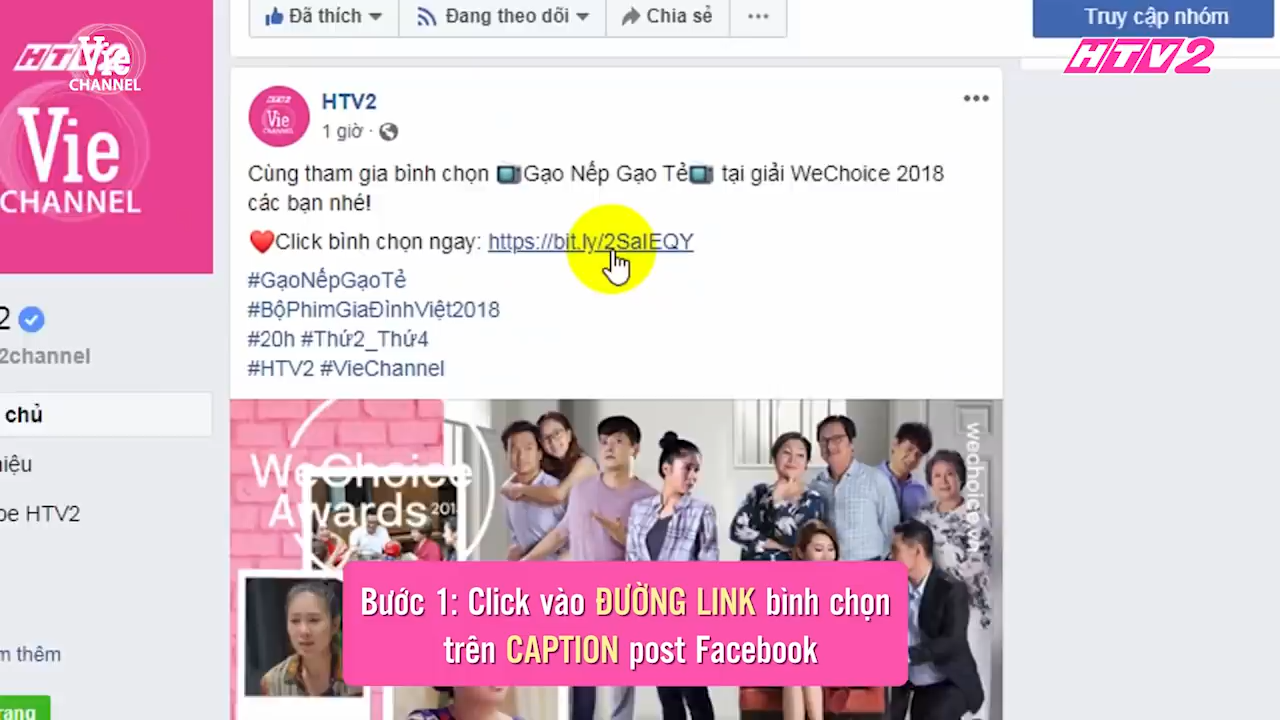 Đã thích
Đang theo dõi
Chia sẻ
Truy cập nhóm
HTV2
Vie
CHANNEL
HTV2
Vie
CHANNEL
HTV2
1 giờ ·
Cùng tham gia bình chọn 📺Gạo Nếp Gạo Tẻ📺 tại giải WeChoice 2018
các bạn nhé!
❤Click bình chọn ngay: https://bit.ly/2SaIEQY
#GạoNếpGạoTẻ
#BộPhimGiaĐìnhViệt2018
#20h #Thứ2_Thứ4
#HTV2 #VieChannel
2
2channel
chủ
hiệu
be HTV2
m thêm
rang
WeChoice
Awards 201
wechoice.vn
Bước 1: Click vào ĐƯỜNG LINK bình chọn
trên CAPTION post Facebook